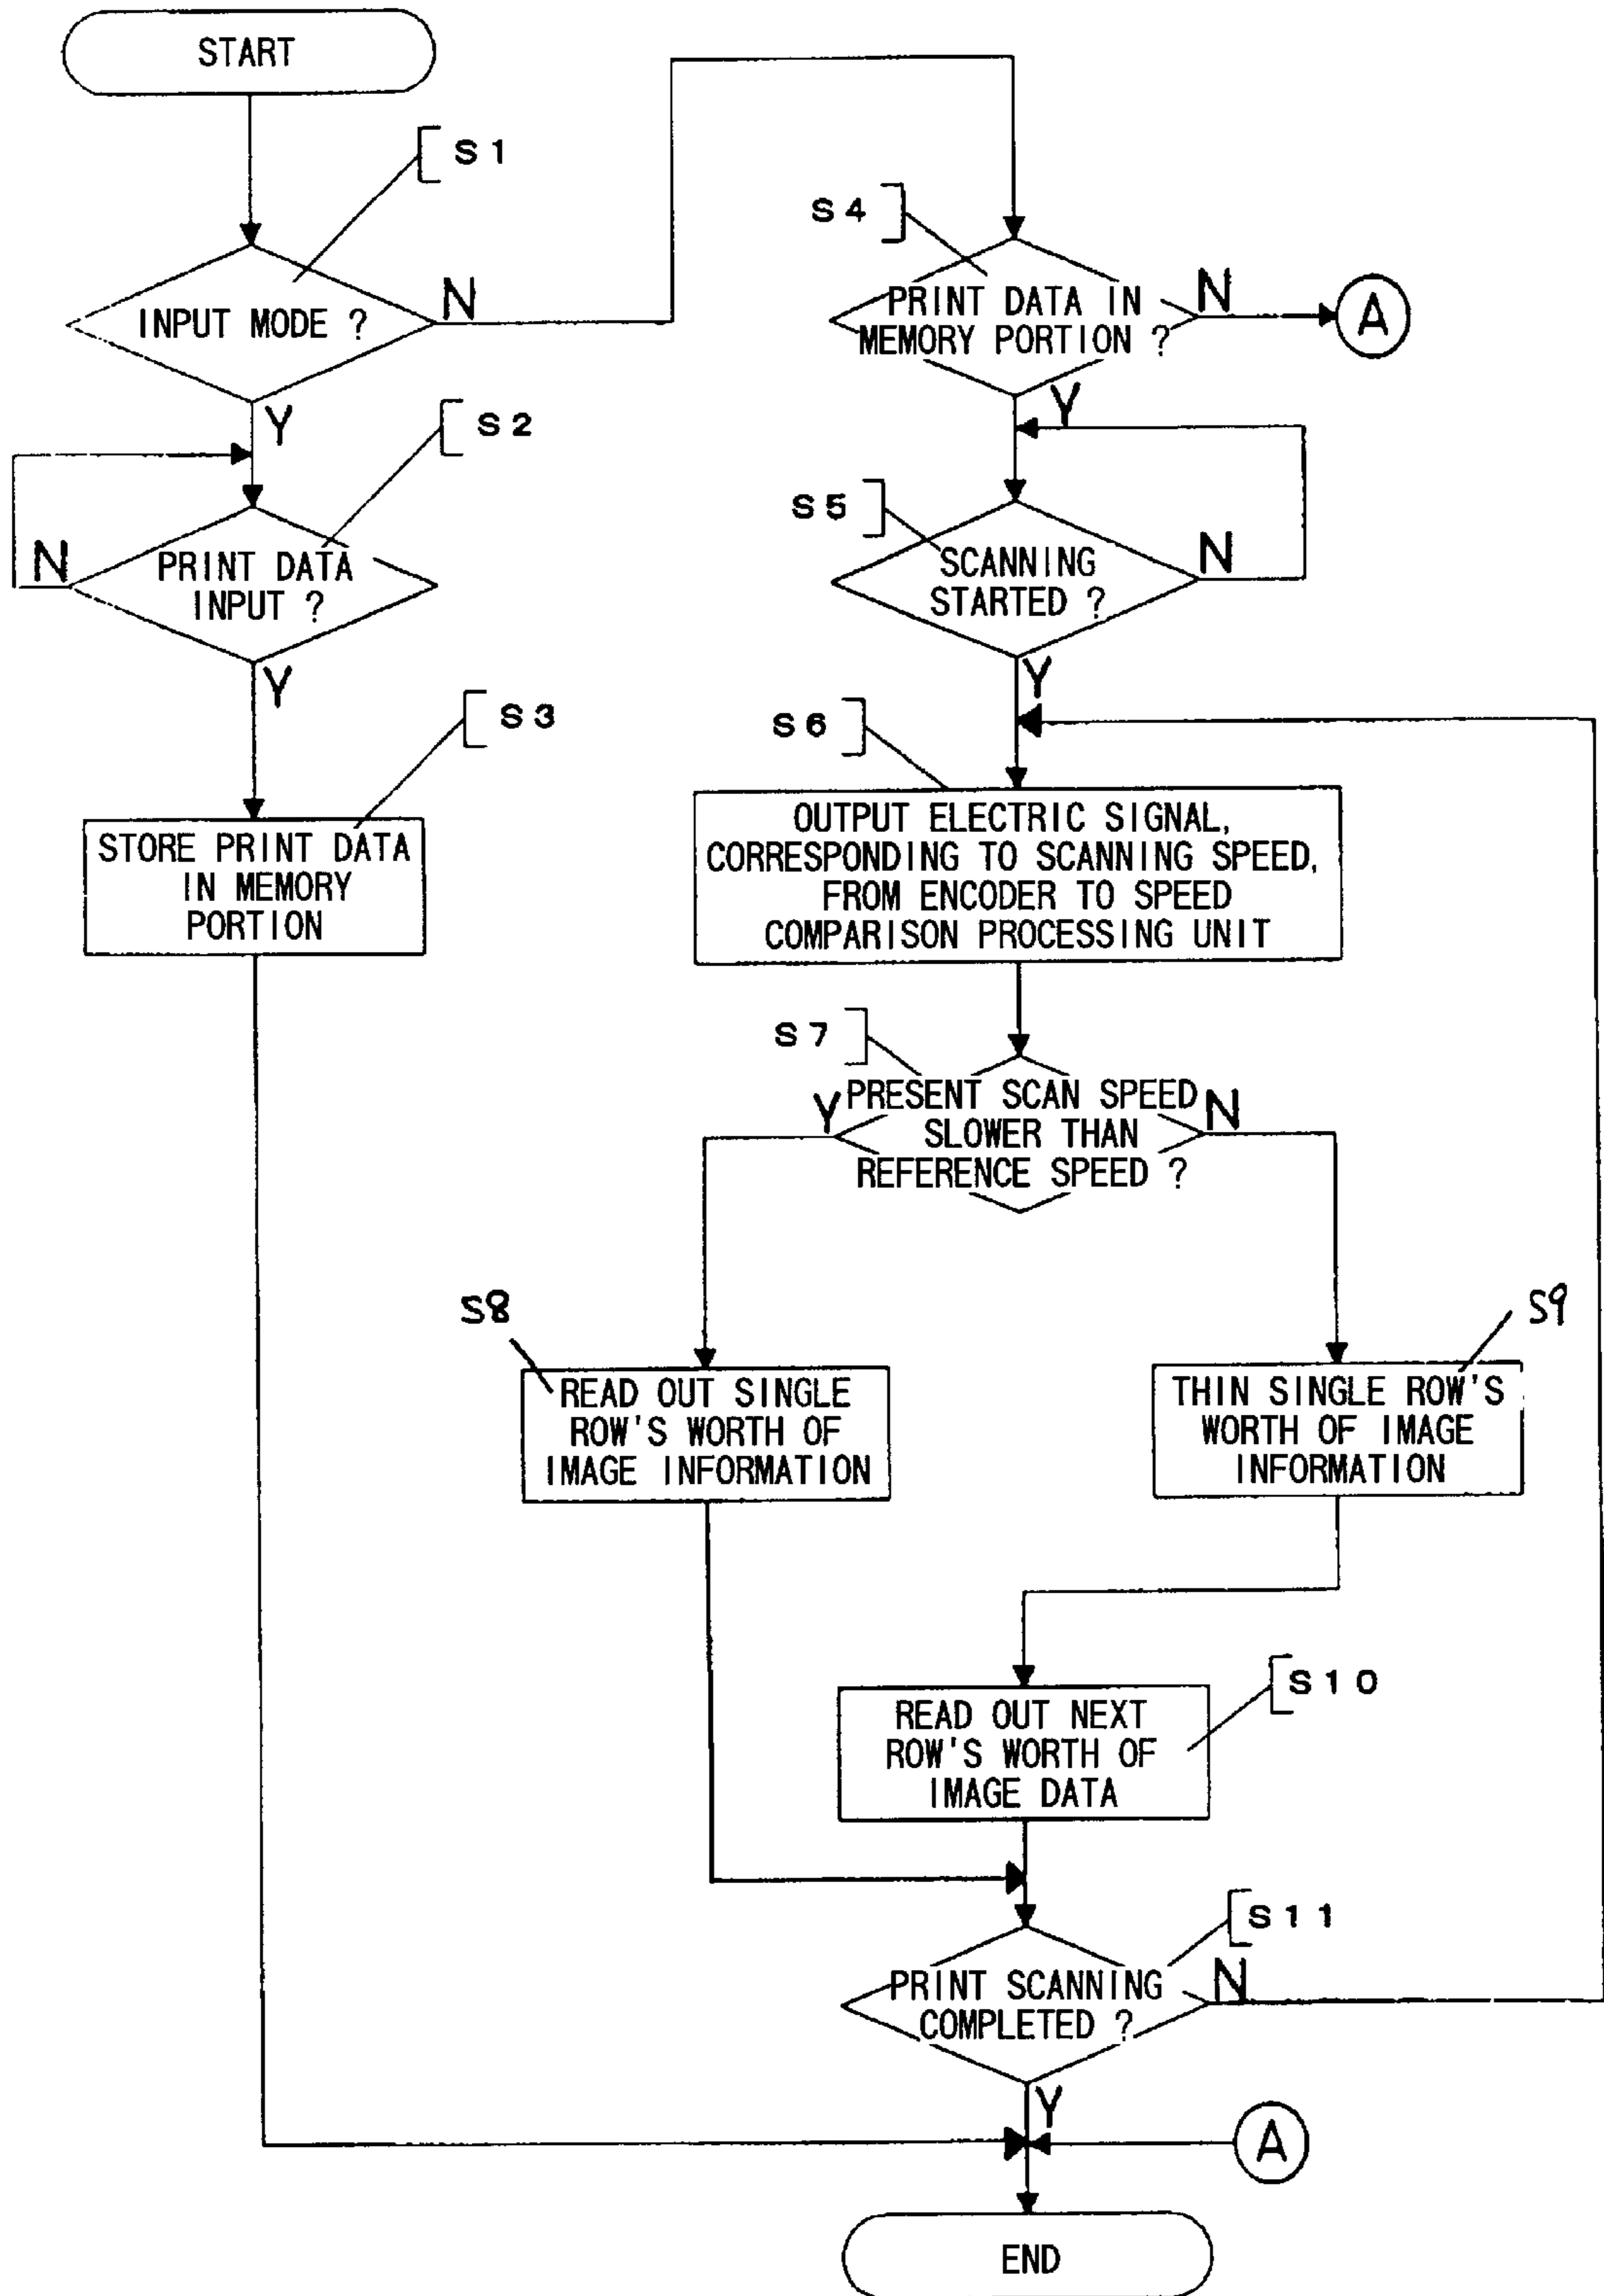 START
S1
INPUT MODE ?
N
Y
S2
PRINT DATA
INPUT ?
N
Y
S3
STORE PRINT DATA
IN MEMORY
PORTION
S4
PRINT DATA IN
MEMORY PORTION ?
N
A
Y
S5
SCANNING
STARTED ?
N
Y
S6
OUTPUT ELECTRIC SIGNAL,
CORRESPONDING TO SCANNING SPEED,
FROM ENCODER TO SPEED
COMPARISON PROCESSING UNIT
S7
PRESENT SCAN SPEED
SLOWER THAN
REFERENCE SPEED ?
Y
N
S8
READ OUT SINGLE
ROW'S WORTH OF
IMAGE INFORMATION
S9
THIN SINGLE ROW'S
WORTH OF IMAGE
INFORMATION
S10
READ OUT NEXT
ROW'S WORTH OF
IMAGE DATA
S11
PRINT SCANNING
COMPLETED ?
N
Y
A
END